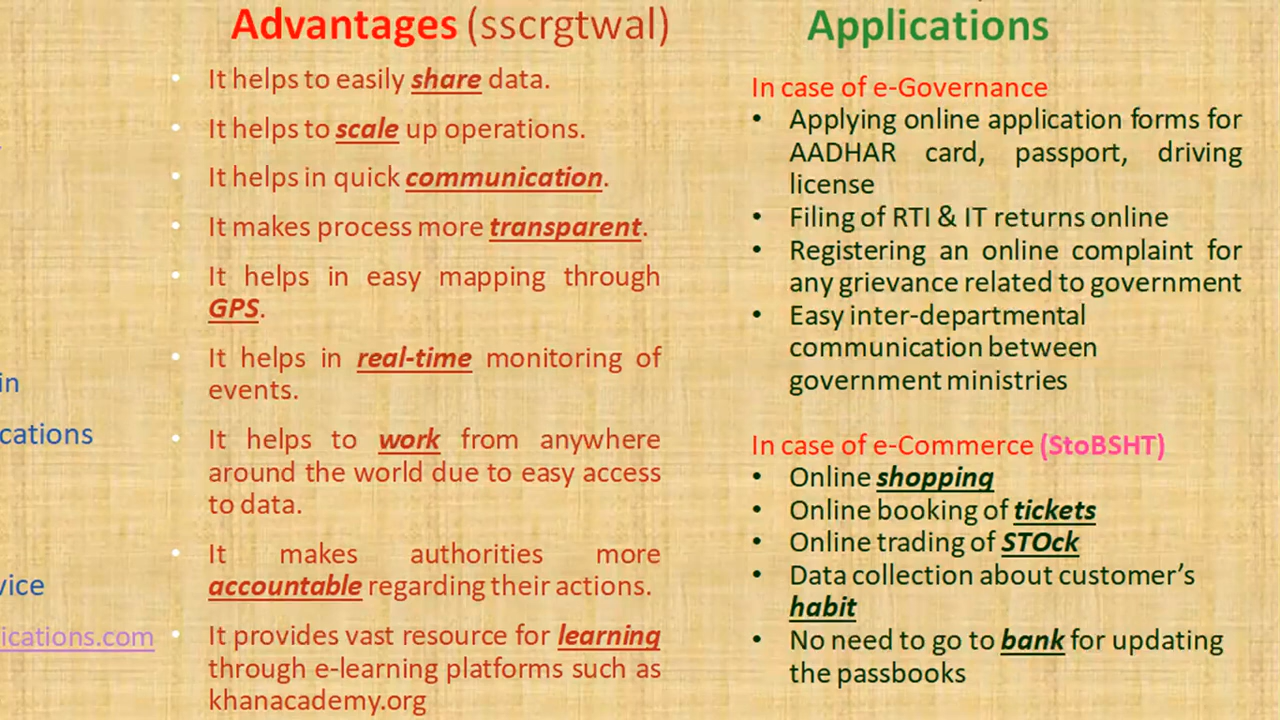 in
cations
vice
ications.com
Advantages (sscrgtwal)
• It helps to easily share data.
• It helps to scale up operations.
• It helps in quick communication.
• It makes process more transparent.
• It helps in easy mapping through
GPS.
• It helps in real-time monitoring of
events.
• It helps to work from anywhere
around the world due to easy access
to data.
• It makes authorities more
accountable regarding their actions.
• It provides vast resource for learning
through e-learning platforms such as
khanacademy.org
Applications
In case of e-Governance
• Applying online application forms for
AADHAR card, passport, driving
license
• Filing of RTI & IT returns online
• Registering an online complaint for
any grievance related to government
• Easy inter-departmental
communication between
government ministries
In case of e-Commerce (StoBSHT)
• Online shopping
• Online booking of tickets
• Online trading of STOck
• Data collection about customer's
habit
• No need to go to bank for updating
the passbooks